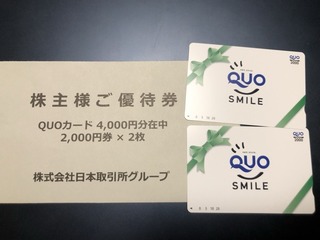 株主様ご優待券
QUOカード 4,000円分在中
2,000円券 × 2枚
株式会社日本取引所グループ
QUO
SMILE
QUO
SMILE